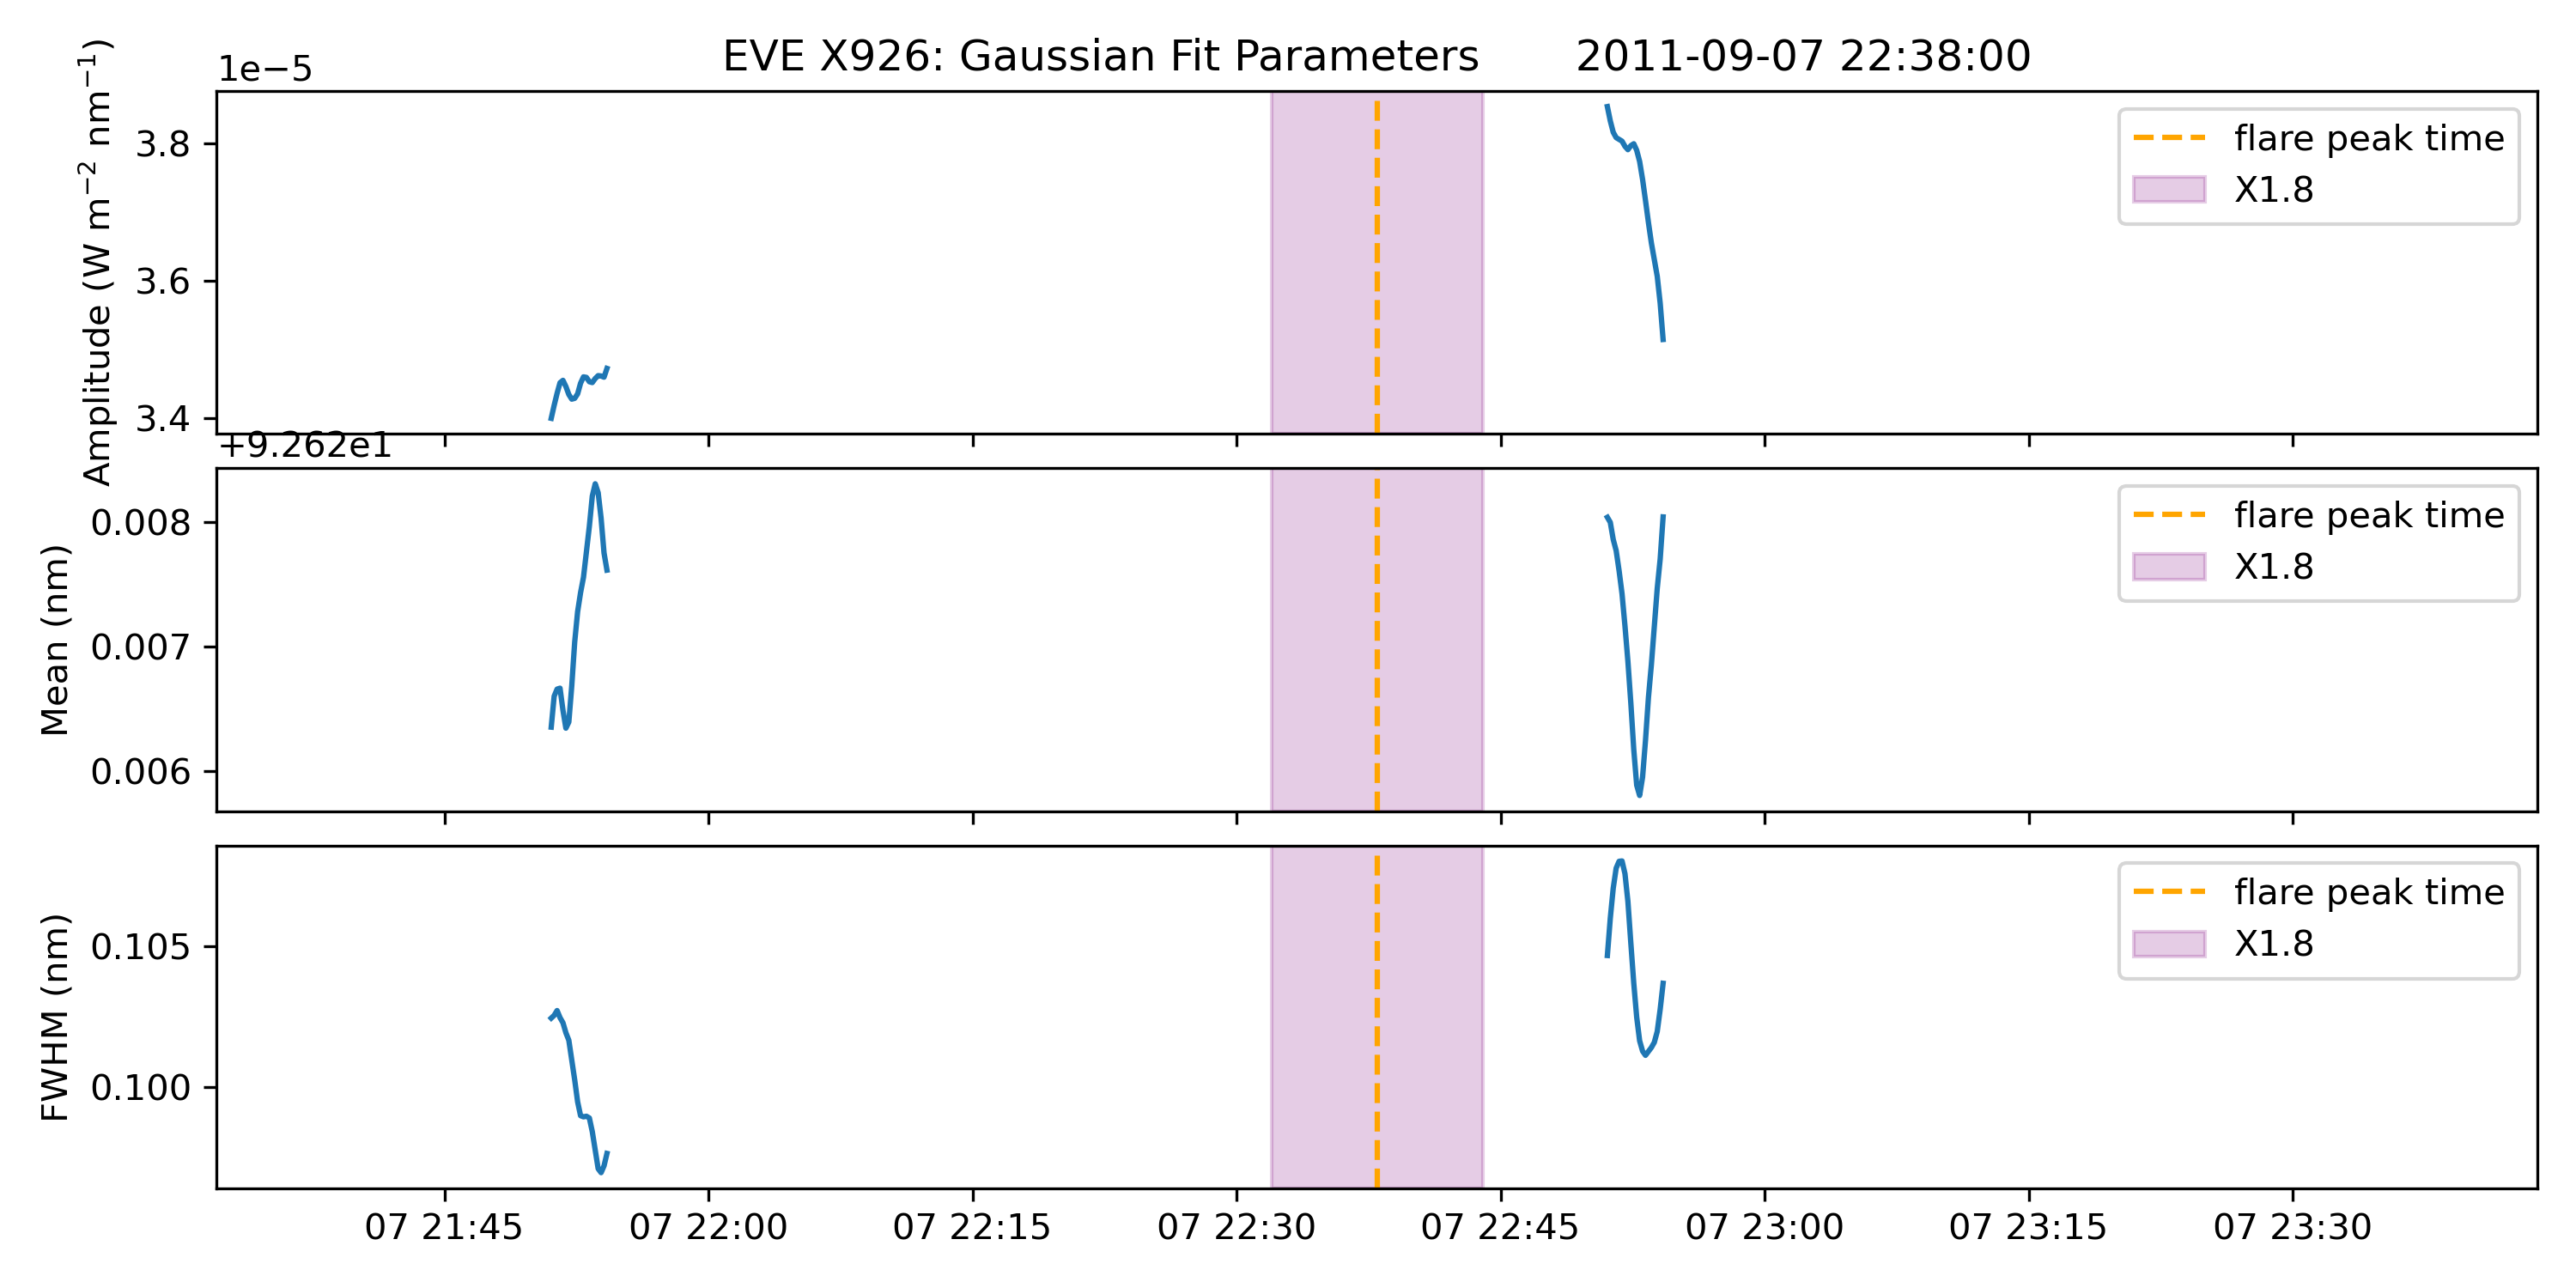 EVE X926: Gaussian Fit Parameters 2011-09-07 22:38:00
1e−5
Amplitude (W m⁻² nm⁻¹)
3.8
3.6
3.4
flare peak time
X1.8
+9.262e1
Mean (nm)
0.008
0.007
0.006
flare peak time
X1.8
FWHM (nm)
0.105
0.100
flare peak time
X1.8
07 21:45 07 22:00 07 22:15 07 22:30 07 22:45 07 23:00 07 23:15 07 23:30